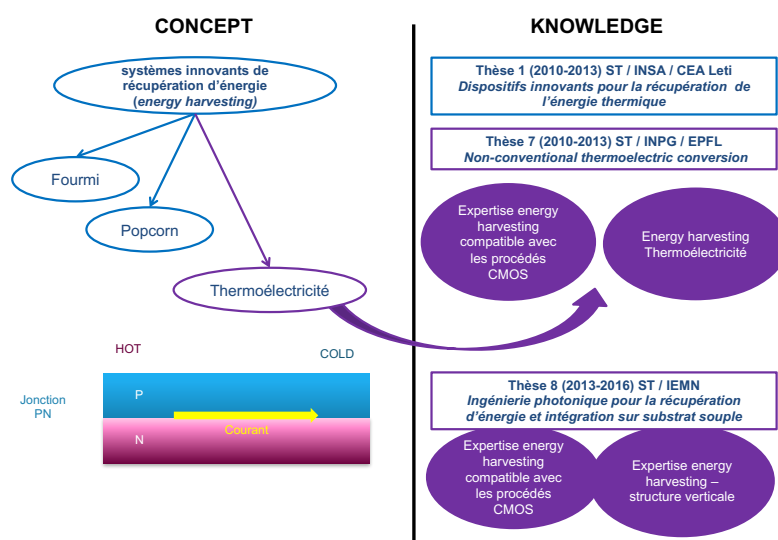 CONCEPT
systèmes innovants de
récupération d'énergie
(energy harvesting)
Fourmi
Popcorn
Thermoélectricité
HOT
COLD
Jonction
PN
P
N
Courant
KNOWLEDGE
Thèse 1 (2010-2013) ST / INSA / CEA Leti
Dispositifs innovants pour la récupération de
l'énergie thermique
Thèse 7 (2010-2013) ST / INPG / EPFL
Non-conventional thermoelectric conversion
Expertise energy
harvesting
compatible avec
les procédés
CMOS
Energy harvesting
Thermoélectricité
Thèse 8 (2013-2016) ST / IEMN
Ingénierie photonique pour la récupération
d'énergie et intégration sur substrat souple
Expertise energy
harvesting
compatible avec
les procédés
CMOS
Expertise energy
harvesting –
structure verticale